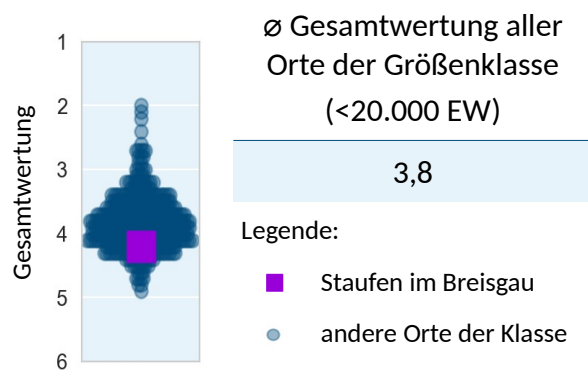 Gesamtwertung
1
2
3
4
5
6
⌀ Gesamtwertung aller
Orte der Größenklasse
(<20.000 EW)
3,8
Legende:
Staufen im Breisgau
andere Orte der Klasse